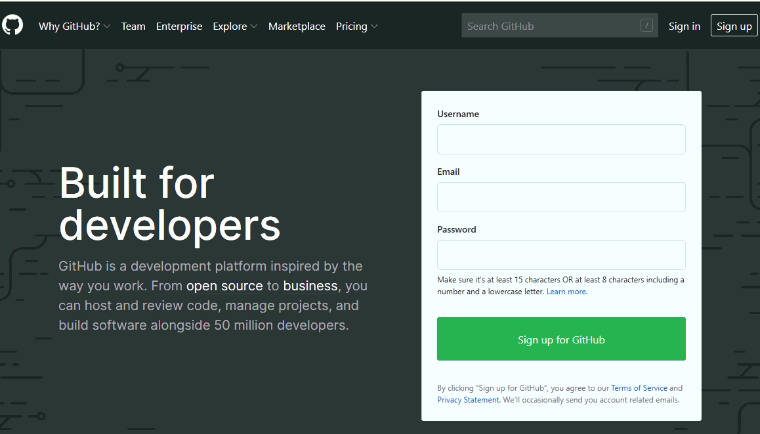 Why GitHub? Team Enterprise Explore Marketplace Pricing Search GitHub / Sign in Sign up
Built for
developers
GitHub is a development platform inspired by the
way you work. From open source to business, you
can host and review code, manage projects, and
build software alongside 50 million developers.
Username
Email
Password
Make sure it's at least 15 characters OR at least 8 characters including a
number and a lowercase letter. Learn more.
Sign up for GitHub
By clicking "Sign up for GitHub", you agree to our Terms of Service and
Privacy Statement. We'll occasionally send you account related emails.